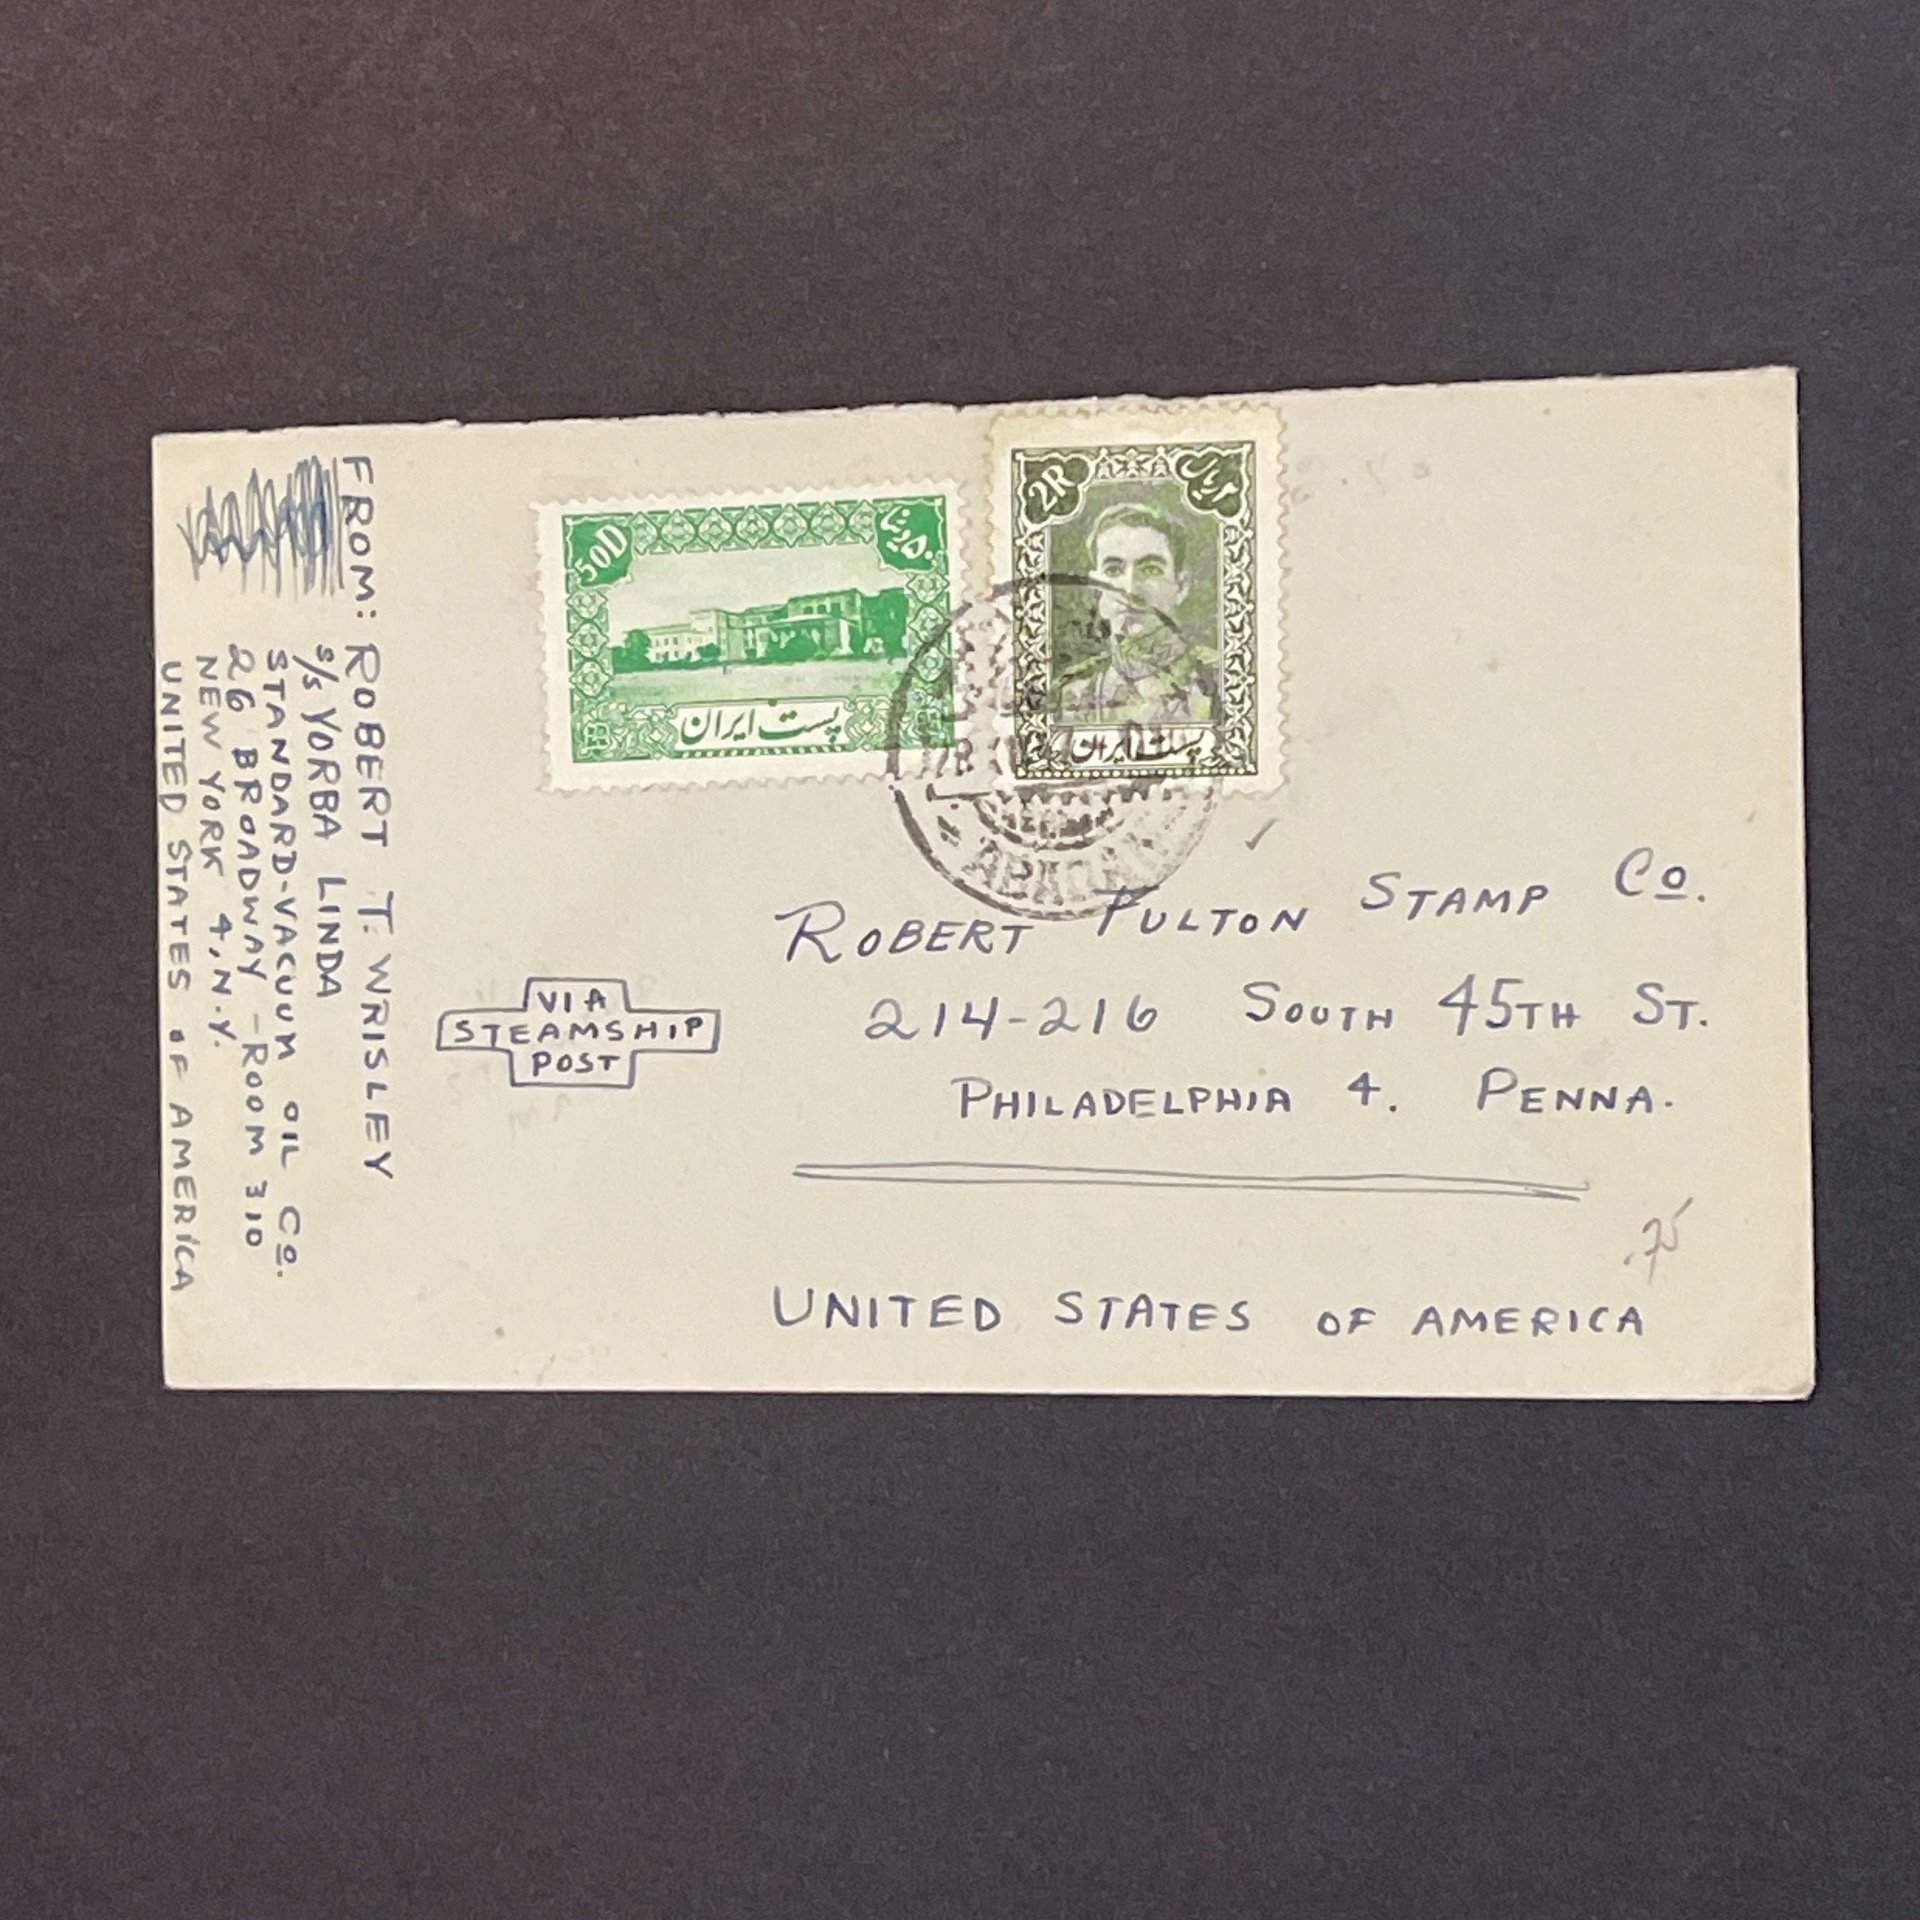 FROM: ROBERT T. WRISLEY
S/S YORBA LINDA
STANDARD-VACUUM OIL CO.
26 BROADWAY - ROOM 310
NEW YORK 4, N.Y.
UNITED STATES OF AMERICA
50D ۵۰ دینار
پست ایران
2R ۲ ریال
پست ایران
ABADAN
VIA
STEAMSHIP
POST
ROBERT FULTON STAMP CO.
214-216 SOUTH 45TH ST.
PHILADELPHIA 4. PENNA.
UNITED STATES OF AMERICA